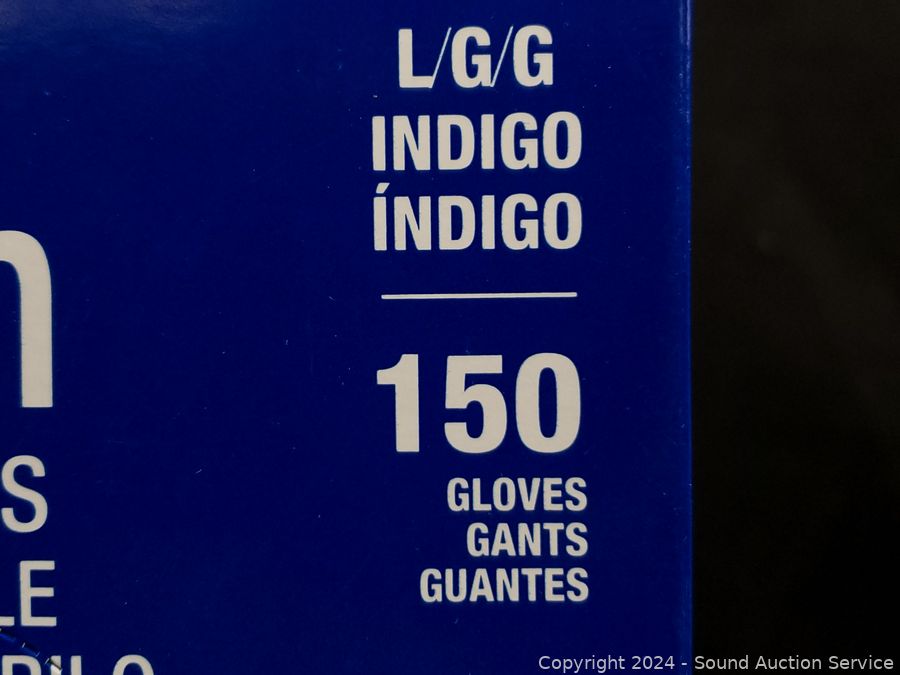 L/G/G
INDIGO
ÍNDIGO
150
GLOVES
GANTS
GUANTES
Copyright 2024 - Sound Auction Service